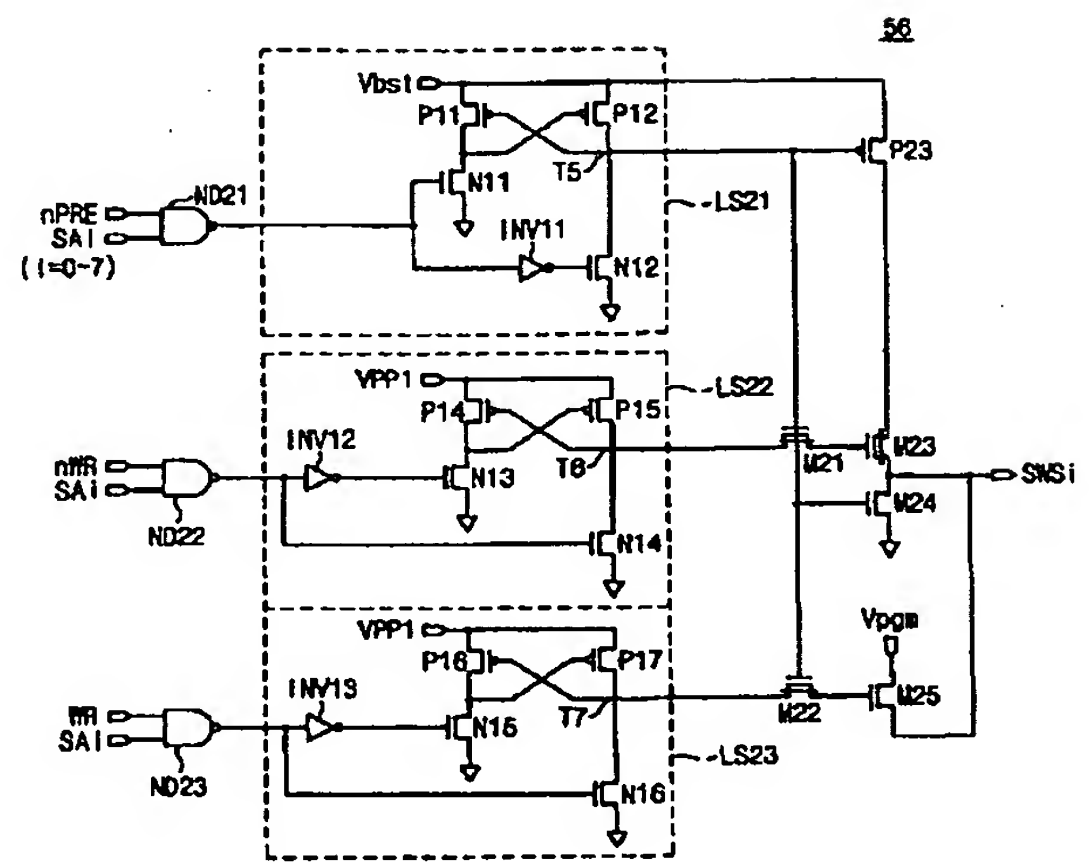 56
Vbst
P11
P12
P23
T5
ND21
N11
LS21
nPRE
SAi
INV11
(i=0-7)
N12
VPP1
LS22
P14
P15
INV12
M23
nWR
T6
M21
SWSi
SAi
N13
M24
ND22
N14
VPP1
Vpgm
P16
P17
INV13
M25
WR
N15
T7
M22
SAi
LS23
ND23
N16